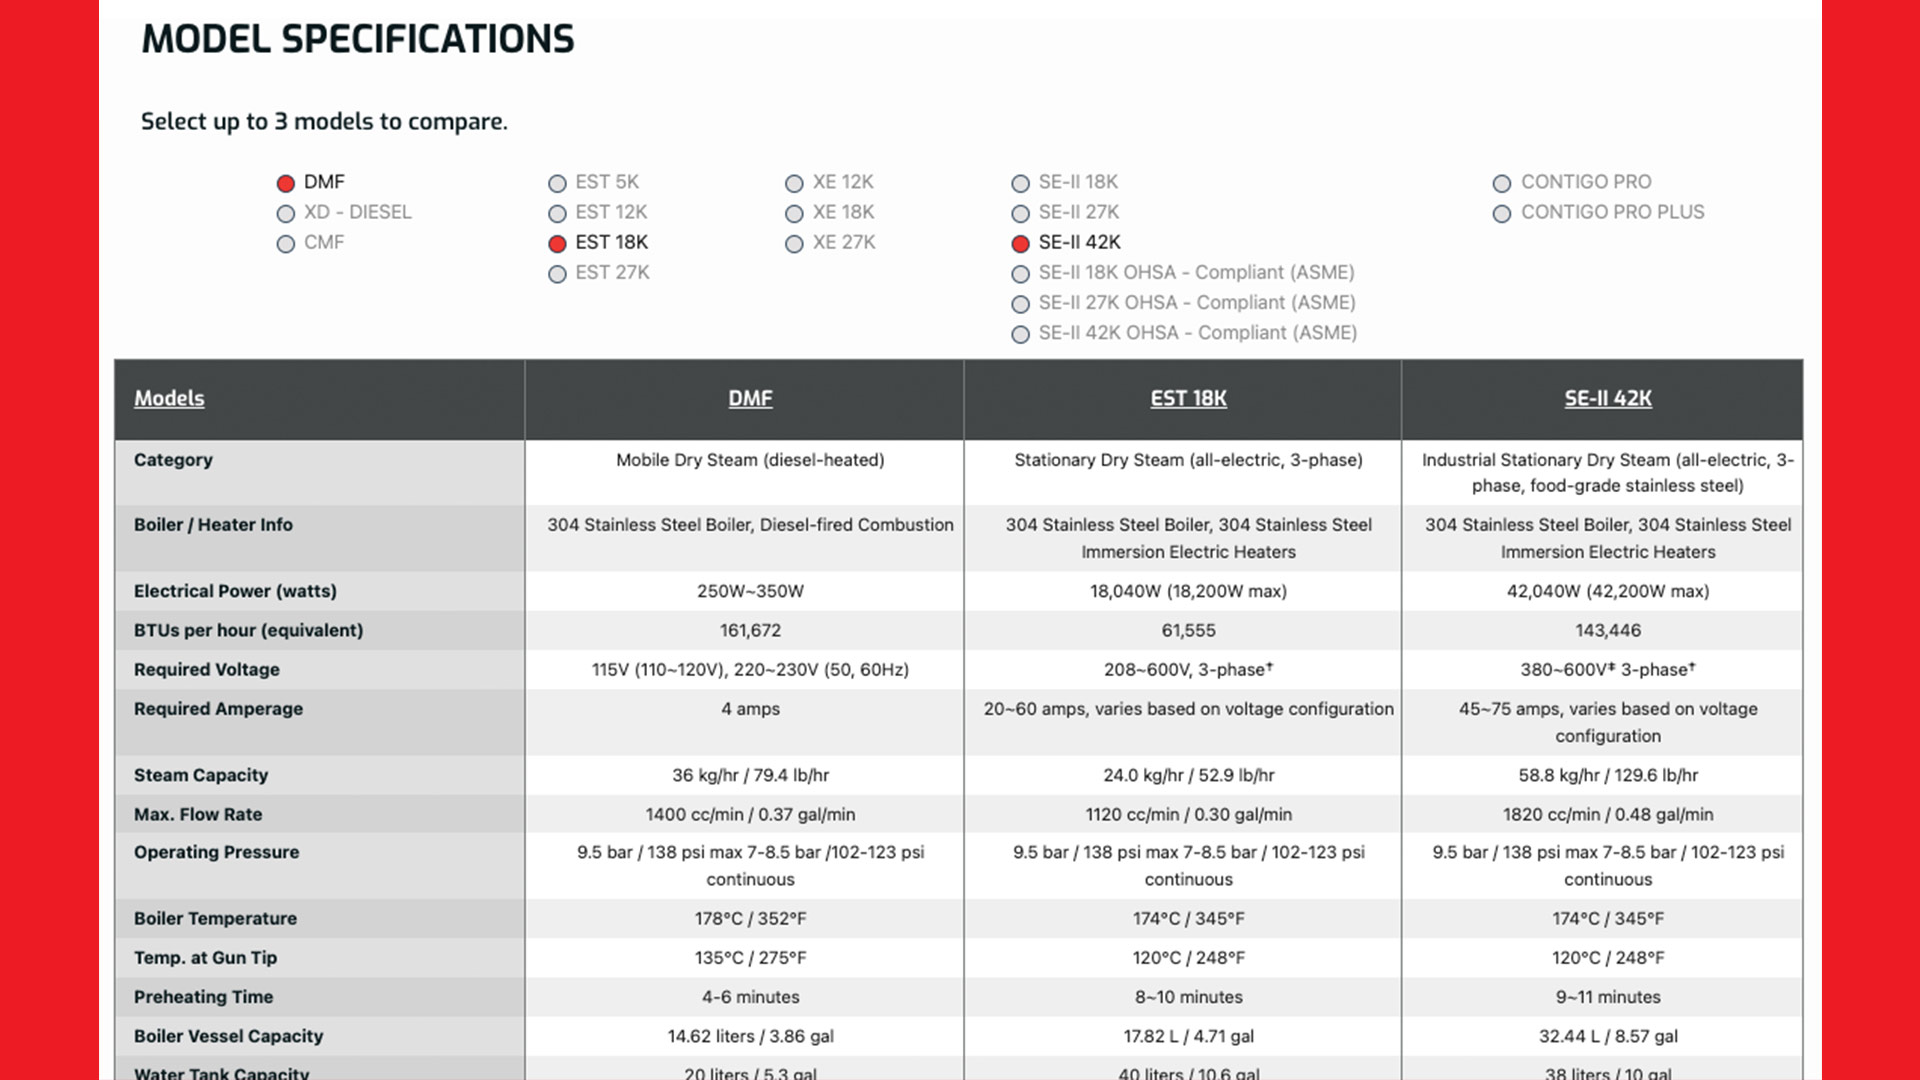 MODEL SPECIFICATIONS
Select up to 3 models to compare.
DMF
XD - DIESEL
CMF
EST 5K
EST 12K
EST 18K
EST 27K
XE 12K
XE 18K
XE 27K
SE-II 18K
SE-II 27K
SE-II 42K
SE-II 18K OHSA - Compliant (ASME)
SE-II 27K OHSA - Compliant (ASME)
SE-II 42K OHSA - Compliant (ASME)
CONTIGO PRO
CONTIGO PRO PLUS
Models DMF EST 18K SE-II 42K
Category Mobile Dry Steam (diesel-heated) Stationary Dry Steam (all-electric, 3-phase) Industrial Stationary Dry Steam (all-electric, 3-
phase, food-grade stainless steel)
Boiler / Heater Info 304 Stainless Steel Boiler, Diesel-fired Combustion 304 Stainless Steel Boiler, 304 Stainless Steel 304 Stainless Steel Boiler, 304 Stainless Steel
Immersion Electric Heaters Immersion Electric Heaters
Electrical Power (watts) 250W~350W 18,040W (18,200W max) 42,040W (42,200W max)
BTUs per hour (equivalent) 161,672 61,555 143,446
Required Voltage 115V (110~120V), 220~230V (50, 60Hz) 208~600V, 3-phase† 380~600V‡ 3-phase†
Required Amperage 4 amps 20~60 amps, varies based on voltage configuration 45~75 amps, varies based on voltage
configuration
Steam Capacity 36 kg/hr / 79.4 lb/hr 24.0 kg/hr / 52.9 lb/hr 58.8 kg/hr / 129.6 lb/hr
Max. Flow Rate 1400 cc/min / 0.37 gal/min 1120 cc/min / 0.30 gal/min 1820 cc/min / 0.48 gal/min
Operating Pressure 9.5 bar / 138 psi max 7-8.5 bar /102-123 psi 9.5 bar / 138 psi max 7-8.5 bar / 102-123 psi 9.5 bar / 138 psi max 7-8.5 bar / 102-123 psi
continuous continuous continuous
Boiler Temperature 178°C / 352°F 174°C / 345°F 174°C / 345°F
Temp. at Gun Tip 135°C / 275°F 120°C / 248°F 120°C / 248°F
Preheating Time 4-6 minutes 8~10 minutes 9~11 minutes
Boiler Vessel Capacity 14.62 liters / 3.86 gal 17.82 L / 4.71 gal 32.44 L / 8.57 gal
Water Tank Capacity 20 liters / 5.3 gal 40 liters / 10.6 gal 38 liters / 10 gal